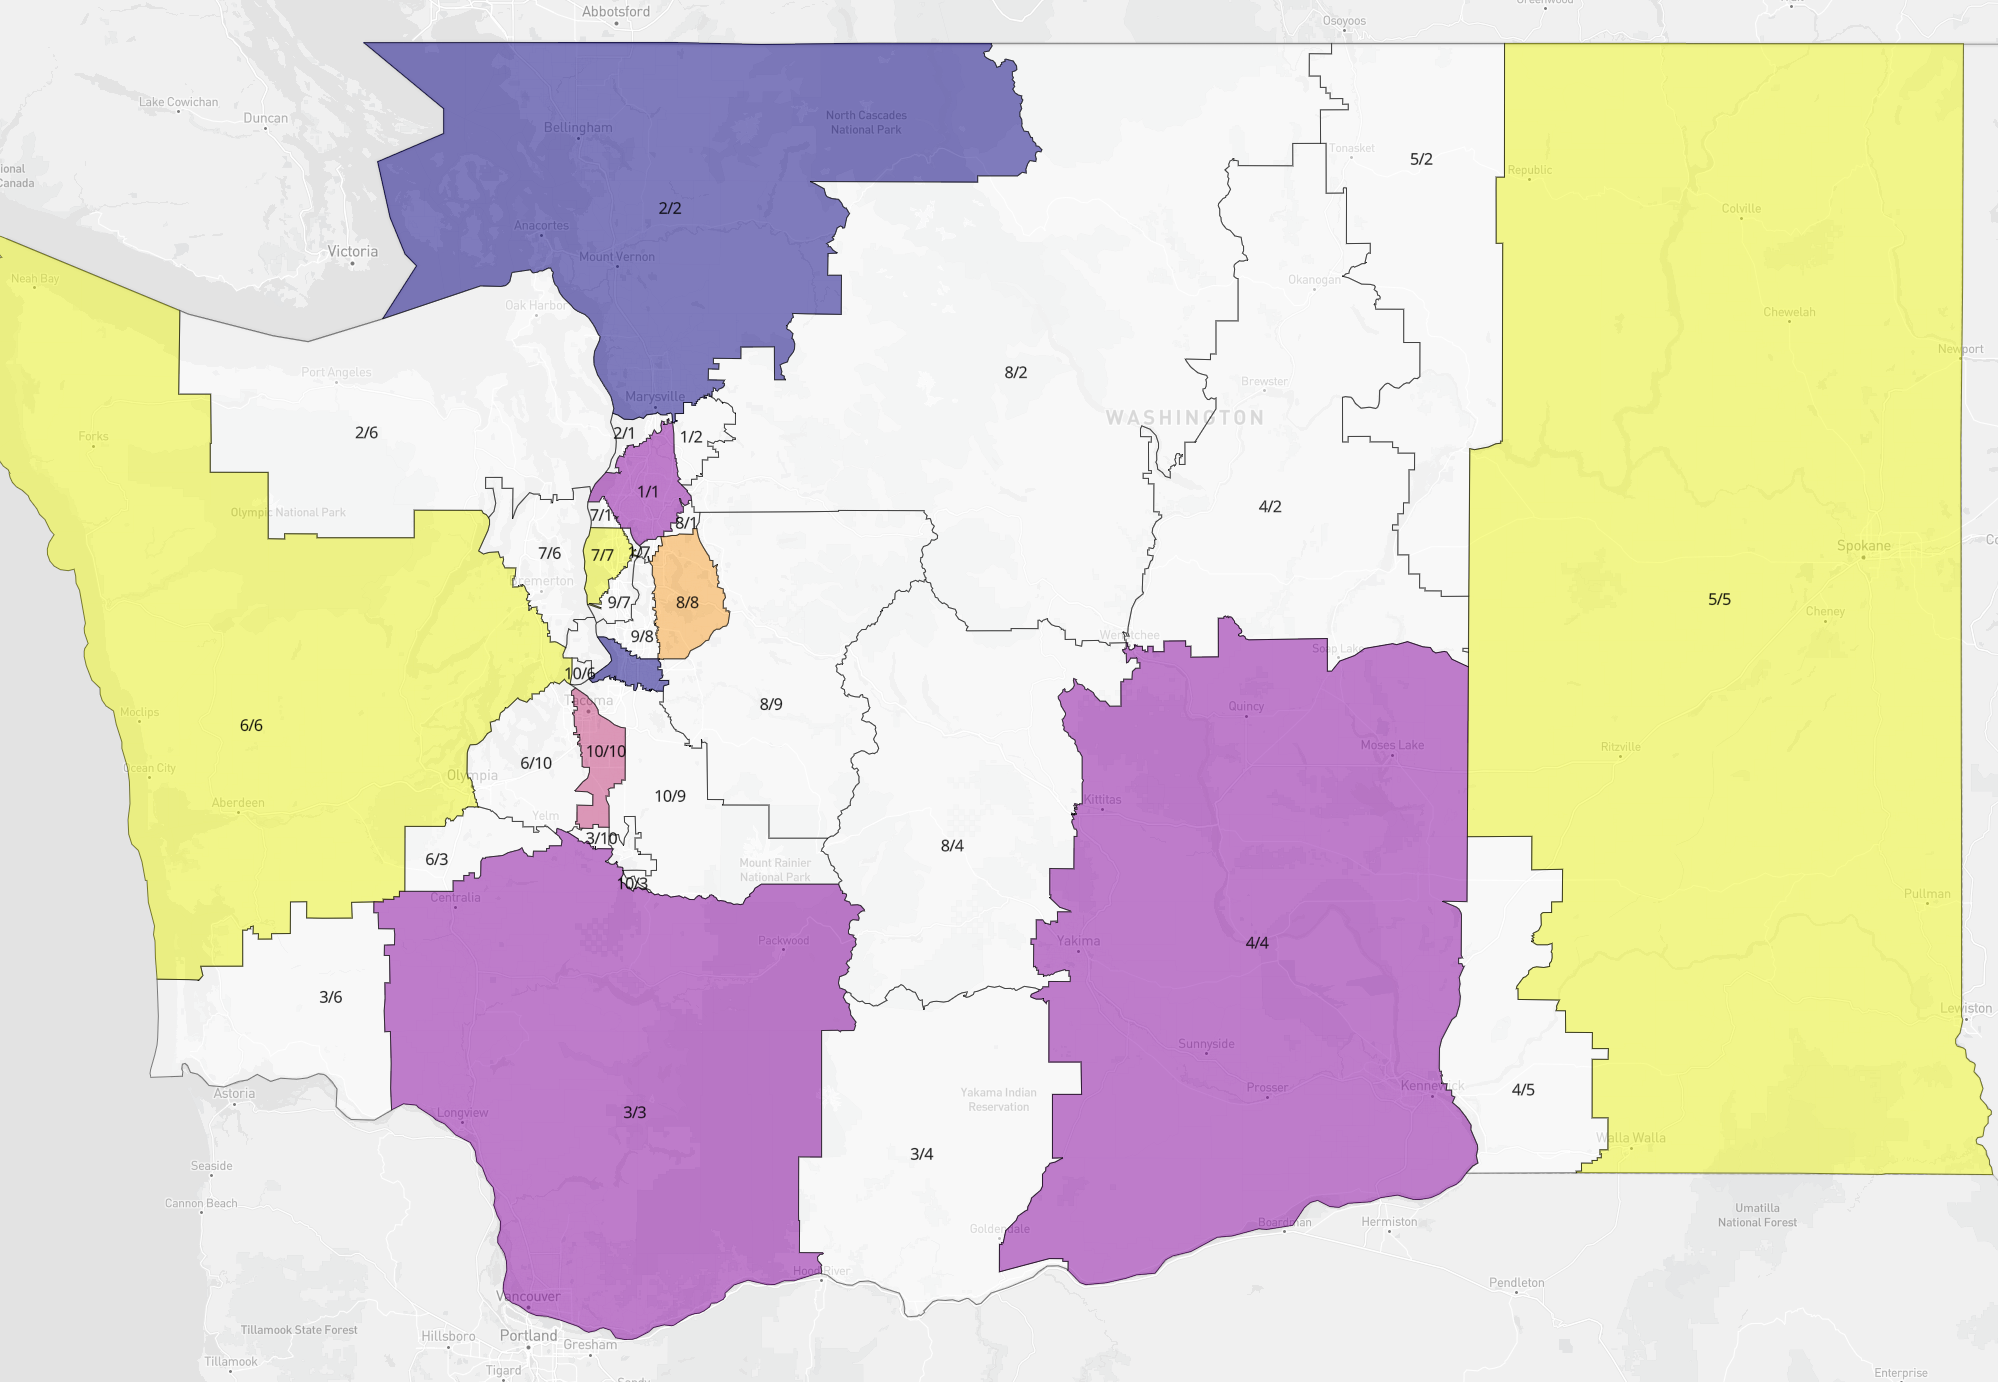 Abbotsford
Osoyoos
Lake Cowichan
Duncan
Bellingham
North Cascades
National Park
Tonasket
5/2
Republic
ional
Canada
2/2
Colville
Anacortes
Victoria
Mount Vernon
Neah Bay
Okanogan
Oak Harbor
Chewelah
Newport
Port Angeles
8/2
Brewster
Marysville
WASHINGTON
Forks
2/6
2/1
1/2
1/1
4/2
Olympic National Park
7/1
8/1
7/6
7/7
1/7
Spokane
Bremerton
9/7
8/8
5/5
Cheney
9/8
Wenatchee
Soap Lake
10/6
Tacoma
8/9
Quincy
Moclips
6/6
10/10
Moses Lake
Ritzville
6/10
Ocean City
Olympia
10/9
Kittitas
Aberdeen
Yelm
3/10
8/4
6/3
Mount Rainier
National Park
10/3
Centralia
Pullman
Packwood
Yakima
4/4
3/6
Lewiston
Sunnyside
Astoria
Yakama Indian
Reservation
Prosser
Kennewick
4/5
Longview
3/3
Walla Walla
3/4
Seaside
Cannon Beach
Umatilla
National Forest
Goldendale
Boardman
Hermiston
Hood River
Pendleton
Vancouver
Tillamook State Forest
Hillsboro
Portland
Gresham
Tillamook
Tigard
Sandy
Enterprise